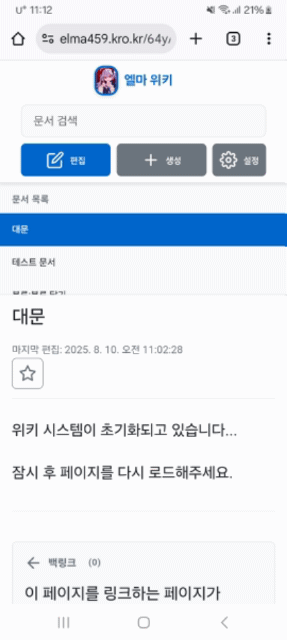 11:12
21%
elma459.kro.kr/64y
3
엘마 위키
문서 검색
편집
생성
설정
문서 목록
대문
테스트 문서
대문
마지막 편집: 2025. 8. 10. 오전 11:02:28
위키 시스템이 초기화되고 있습니다...
잠시 후 페이지를 다시 로드해주세요.
백링크 (0)
이 페이지를 링크하는 페이지가